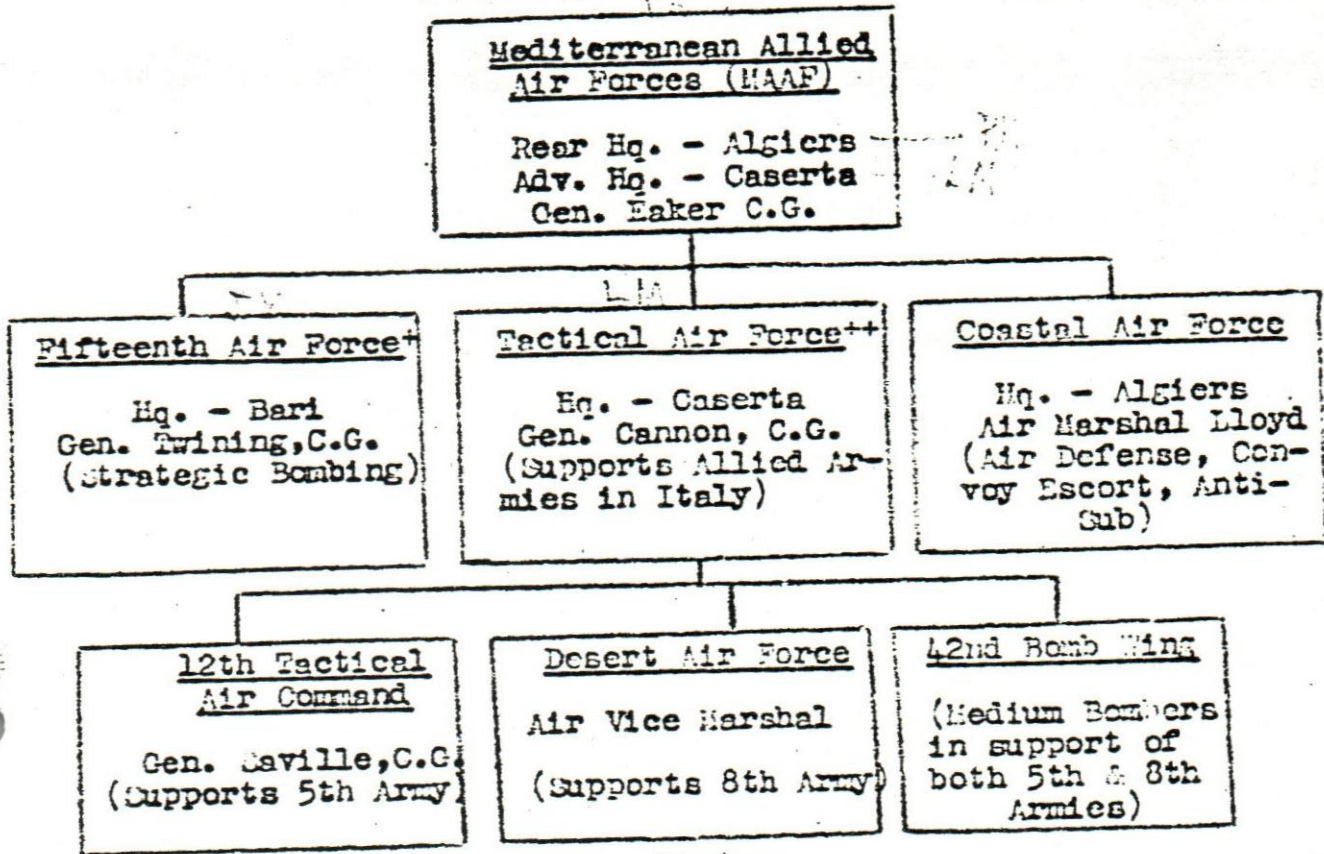 Mediterranean Allied
Air Forces (MAAF)
Rear Hq. - Algiers
Adv. Hq. - Caserta
Gen. Eaker C.G.
Fifteenth Air Force+
Hq. - Bari
Gen. Twining, C.G.
(Strategic Bombing)
Tactical Air Force++
Hq. - Caserta
Gen. Cannon, C.G.
(Supports Allied Ar-
mies in Italy)
Coastal Air Force
Hq. - Algiers
Air Marshal Lloyd
(Air Defense, Con-
voy Escort, Anti-
Sub)
12th Tactical
Air Command
Gen. Saville, C.G.
(Supports 5th Army)
Desert Air Force
Air Vice Marshal
(Supports 8th Army)
42nd Bomb Wing
(Medium Bombers
in support of
both 5th & 8th
Armies)